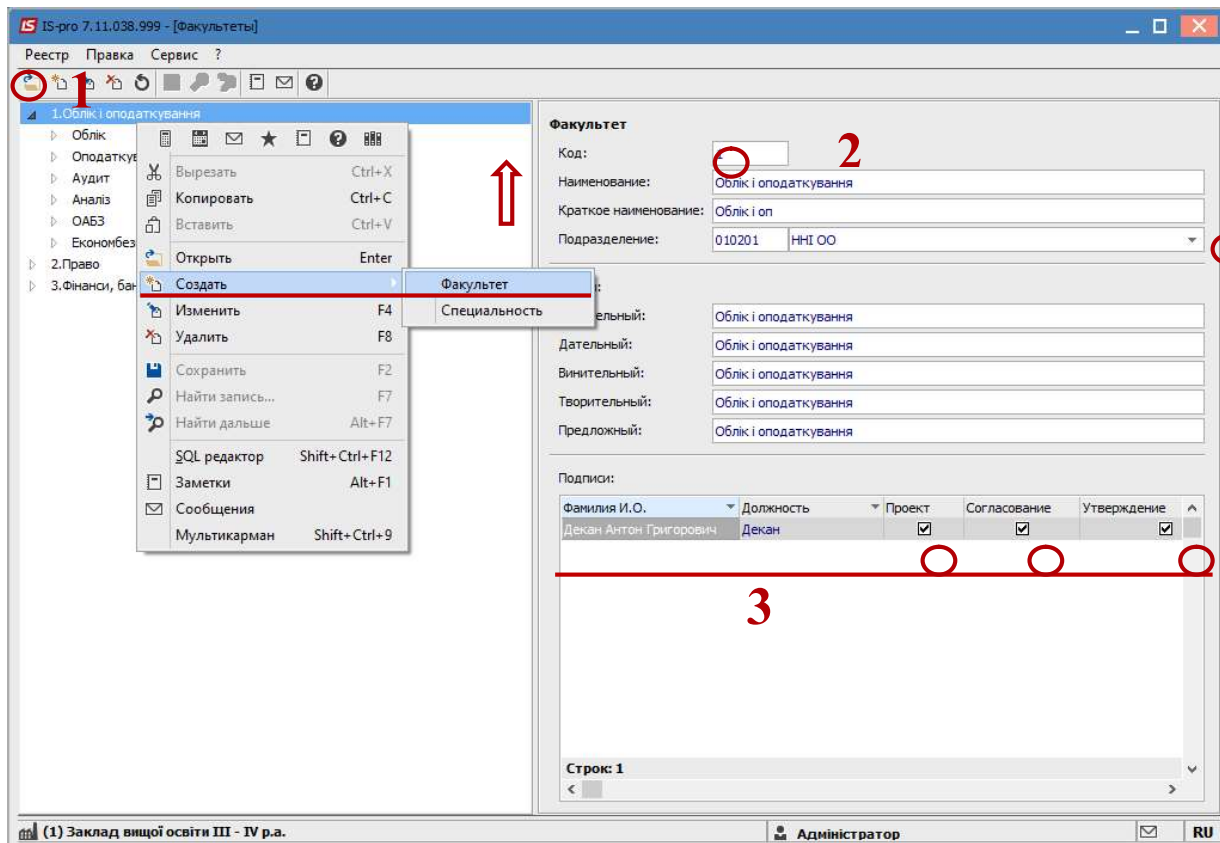 IS-pro 7.11.038.999 - [Факультеты]
Реестр Правка Сервис ?
1
1.Облік і оподаткування
Облік
Аудит
Аналіз
ОАБЗ
2.Право
Вырезать Ctrl+X
Копировать Ctrl+C
Вставить Ctrl+V
Открыть Enter
Создать
Изменить F4
Удалить F8
Сохранить F2
Найти запись... F7
Найти дальше Alt+F7
SQL редактор Shift+Ctrl+F12
Заметки Alt+F1
Сообщения
Мультикарман Shift+Ctrl+9
Факультет
Специальность
Факультет
Код: 1
2
Наименование: Облік і оподаткування
Краткое наименование: Облік і оп
Подразделение: 010201 ННІ ОО
Облік і оподаткування
Дательный: Облік і оподаткування
Винительный: Облік і оподаткування
Творительный: Облік і оподаткування
Предложный: Облік і оподаткування
Подписи:
Фамилия И.О. Должность Проект Согласование Утверждение
Декан Антон Григорович Декан
3
Строк: 1
(1) Заклад вищої освіти III - IV р.а. Адміністратор RU